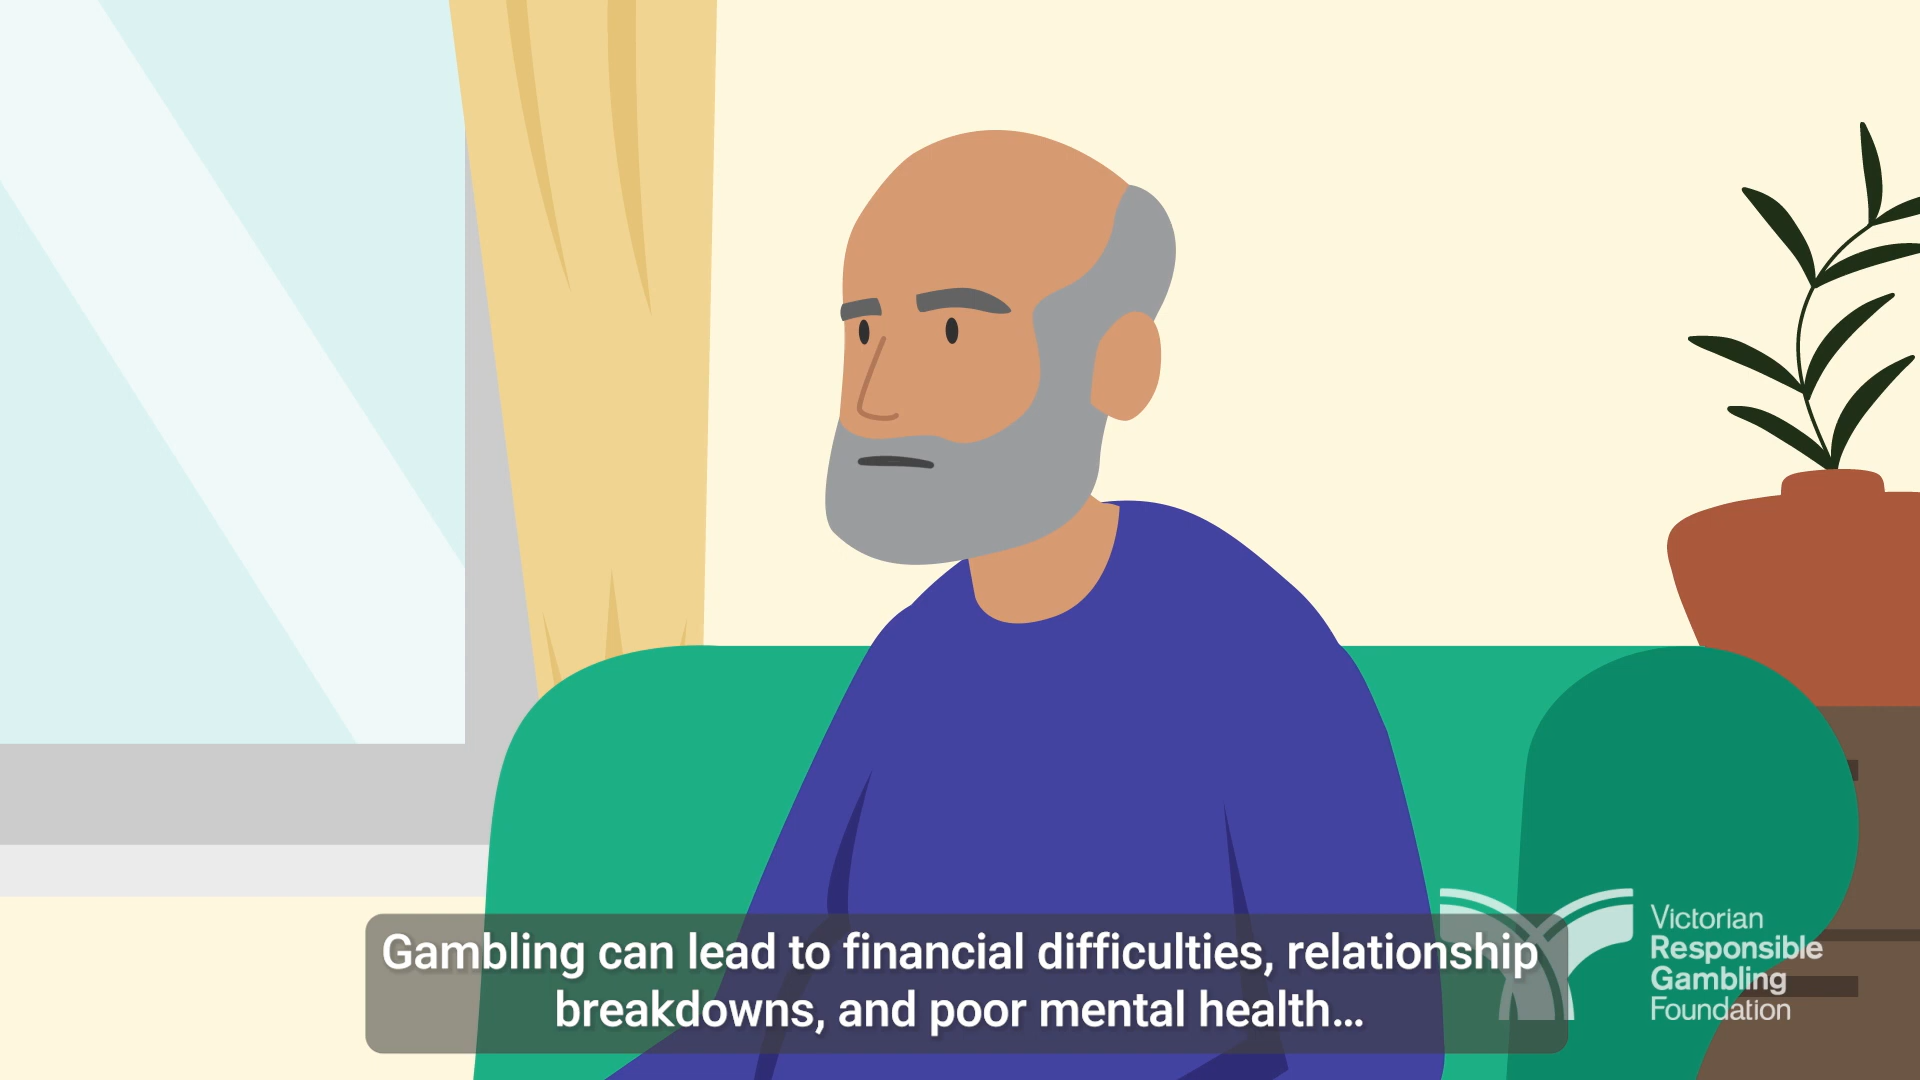 Gambling can lead to financial difficulties, relationship
breakdowns, and poor mental health...
Victorian
Responsible
Gambling
Foundation